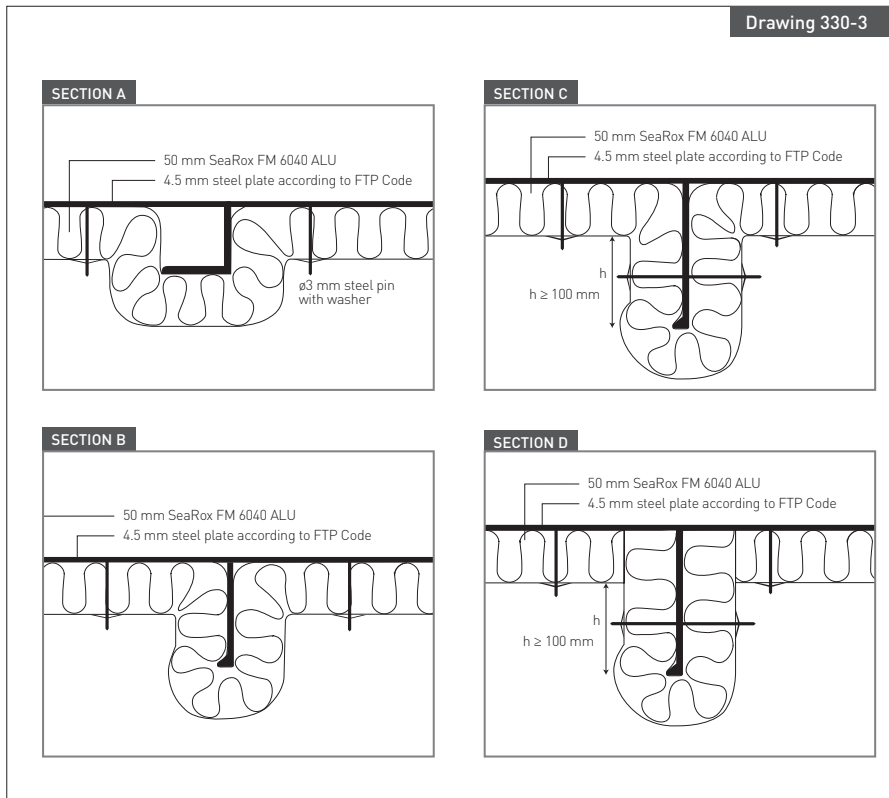 Drawing 330-3
SECTION A
50 mm SeaRox FM 6040 ALU
4.5 mm steel plate according to FTP Code
ø3 mm steel pin
with washer
SECTION C
50 mm SeaRox FM 6040 ALU
4.5 mm steel plate according to FTP Code
h
h ≥ 100 mm
SECTION B
50 mm SeaRox FM 6040 ALU
4.5 mm steel plate according to FTP Code
SECTION D
50 mm SeaRox FM 6040 ALU
4.5 mm steel plate according to FTP Code
h
h ≥ 100 mm